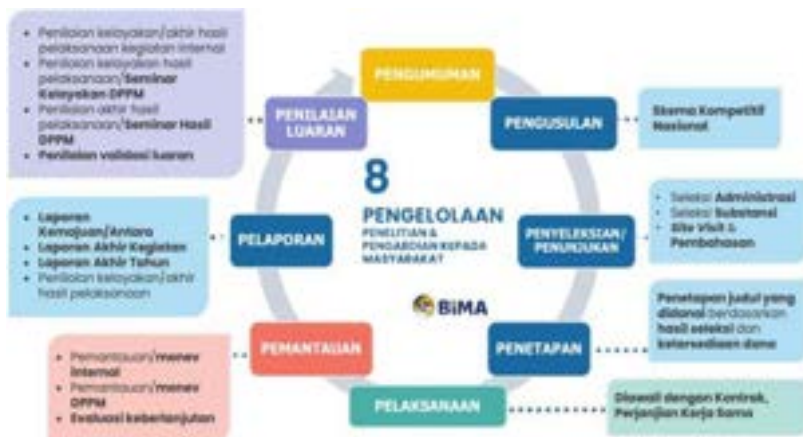 • Penilaian kelayakan/akhir hasil
pelaksanaan kegiatan internal
• Penilaian kelayakan hasil
pelaksanaan/Seminar
Kelayakan DPPM
• Penilaian akhir hasil
pelaksanaan/Seminar Hasil
DPPM
• Penilaian validasi luaran
PENGUMUMAN
PENILAIAN
LUARAN
PENGUSULAN
Skema Kompetitif
Nasional
8
PENGELOLAAN
PENELITIAN &
PENGABDIAN KEPADA
MASYARAKAT
BiMA
• Laporan
Kemajuan/Antara
• Laporan Akhir Kegiatan
• Laporan Akhir Tahun
• Penilaian kelayakan/akhir
hasil pelaksanaan
PELAPORAN
PENYELEKSIAN/
PENUNJUKAN
• Seleksi Administrasi
• Seleksi Substansi
• Site Visit &
Pembahasan
• Pemantauan/monev
internal
• Pemantauan/monev
DPPM
• Evaluasi keberlanjutan
PEMANTAUAN
PENETAPAN
Penetapan judul yang
didanai berdasarkan
hasil seleksi dan
ketersediaan dana
PELAKSANAAN
Diawali dengan Kontrak,
Perjanjian Kerja Sama